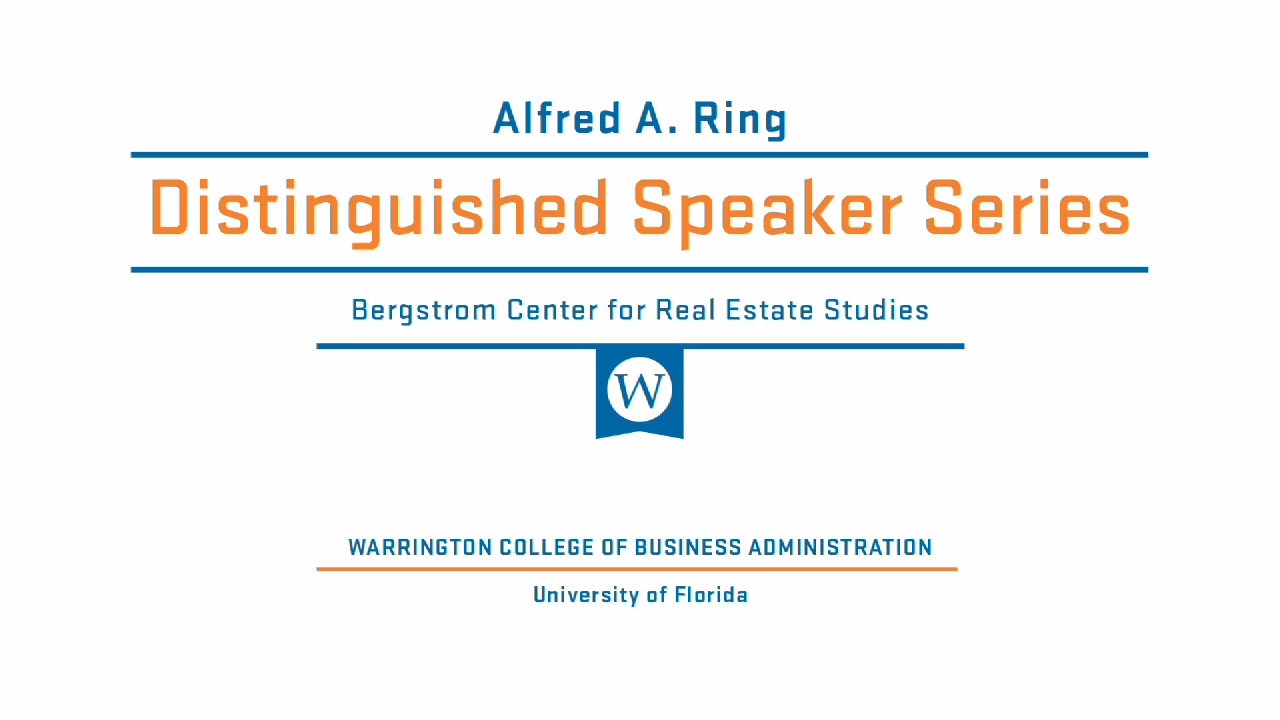 Alfred A. Ring
Distinguished Speaker Series
Bergstrom Center for Real Estate Studies
W
WARRINGTON COLLEGE OF BUSINESS ADMINISTRATION
University of Florida